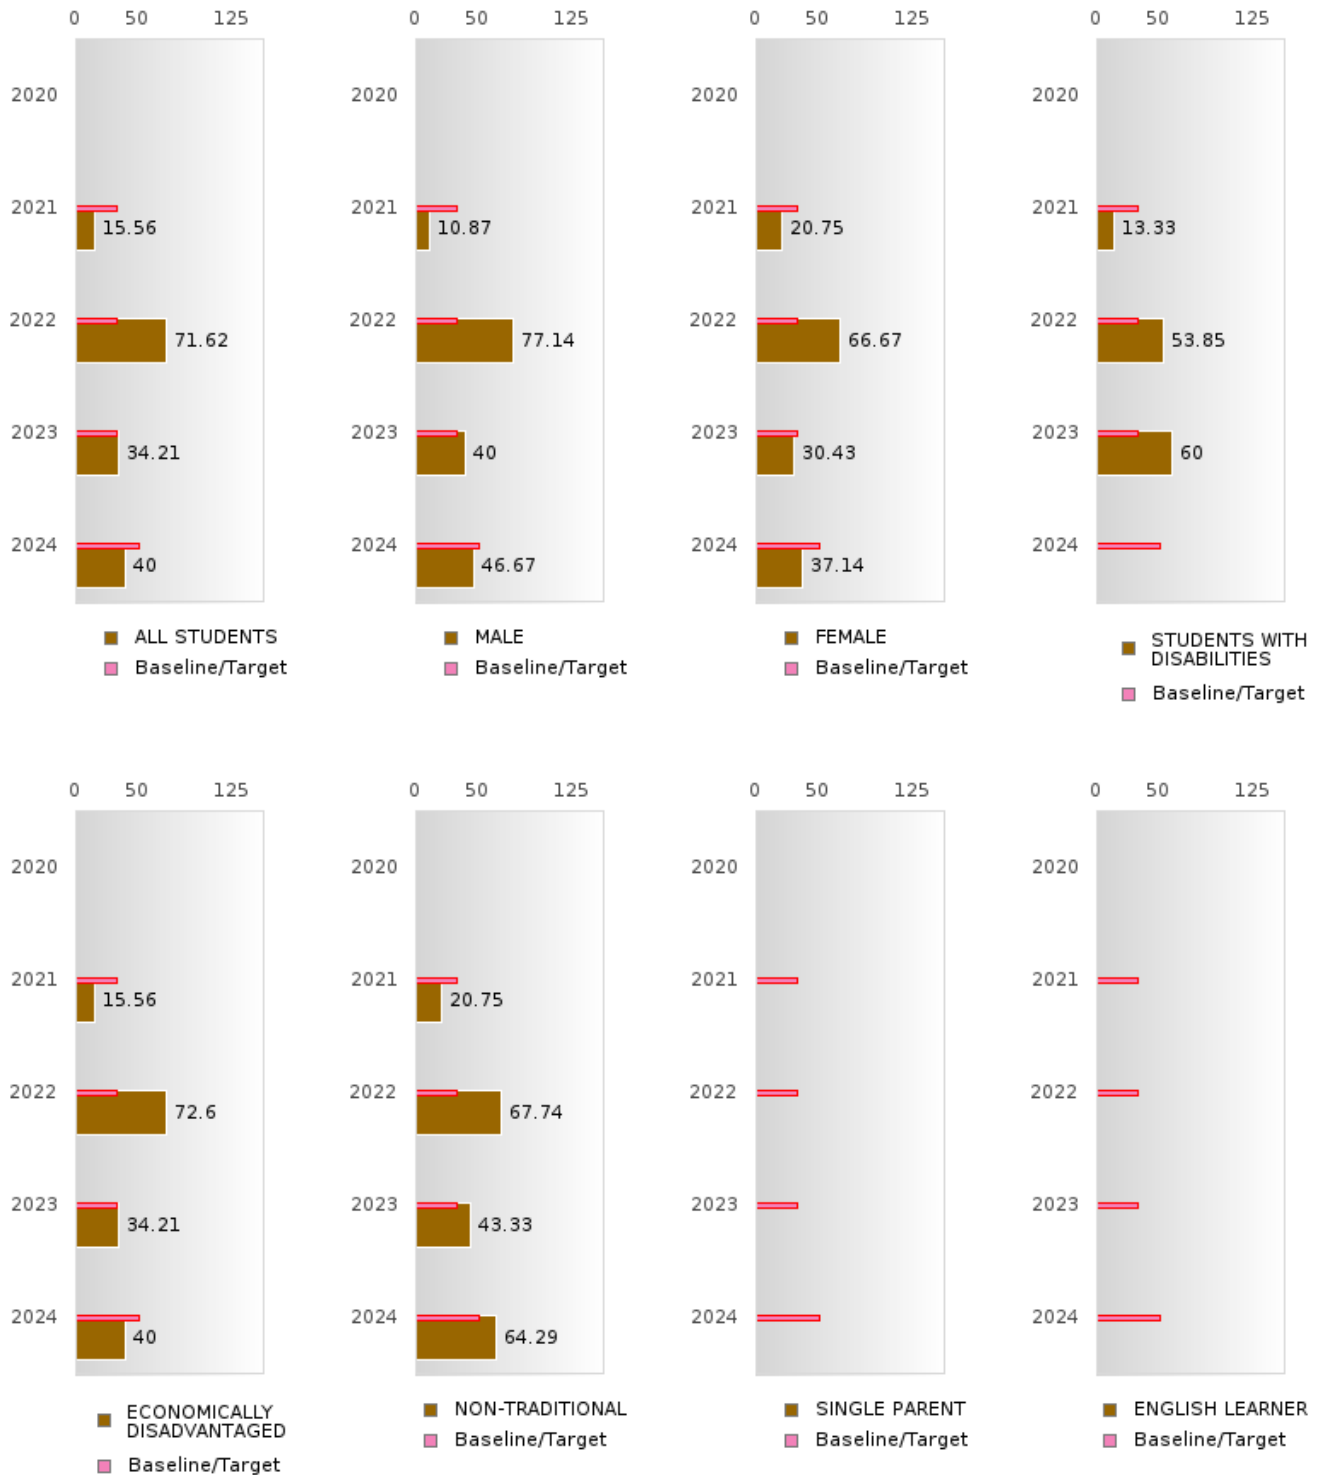 0 50 125 0 50 125 0 50 125 0 50 125
2020 2020 2020 2020
2021 2021 2021 2021
15.56 10.87 20.75 13.33
2022 2022 2022 2022
71.62 77.14 66.67 53.85
2023 2023 2023 2023
34.21 40 30.43 60
2024 2024 2024 2024
40 46.67 37.14
ALL STUDENTS MALE FEMALE STUDENTS WITH
DISABILITIES
Baseline/Target Baseline/Target Baseline/Target Baseline/Target
0 50 125 0 50 125 0 50 125 0 50 125
2020 2020 2020 2020
2021 2021 2021 2021
15.56 20.75
2022 2022 2022 2022
72.6 67.74
2023 2023 2023 2023
34.21 43.33
2024 2024 2024 2024
40 64.29
ECONOMICALLY NON-TRADITIONAL SINGLE PARENT ENGLISH LEARNER
DISADVANTAGED
Baseline/Target Baseline/Target Baseline/Target Baseline/Target